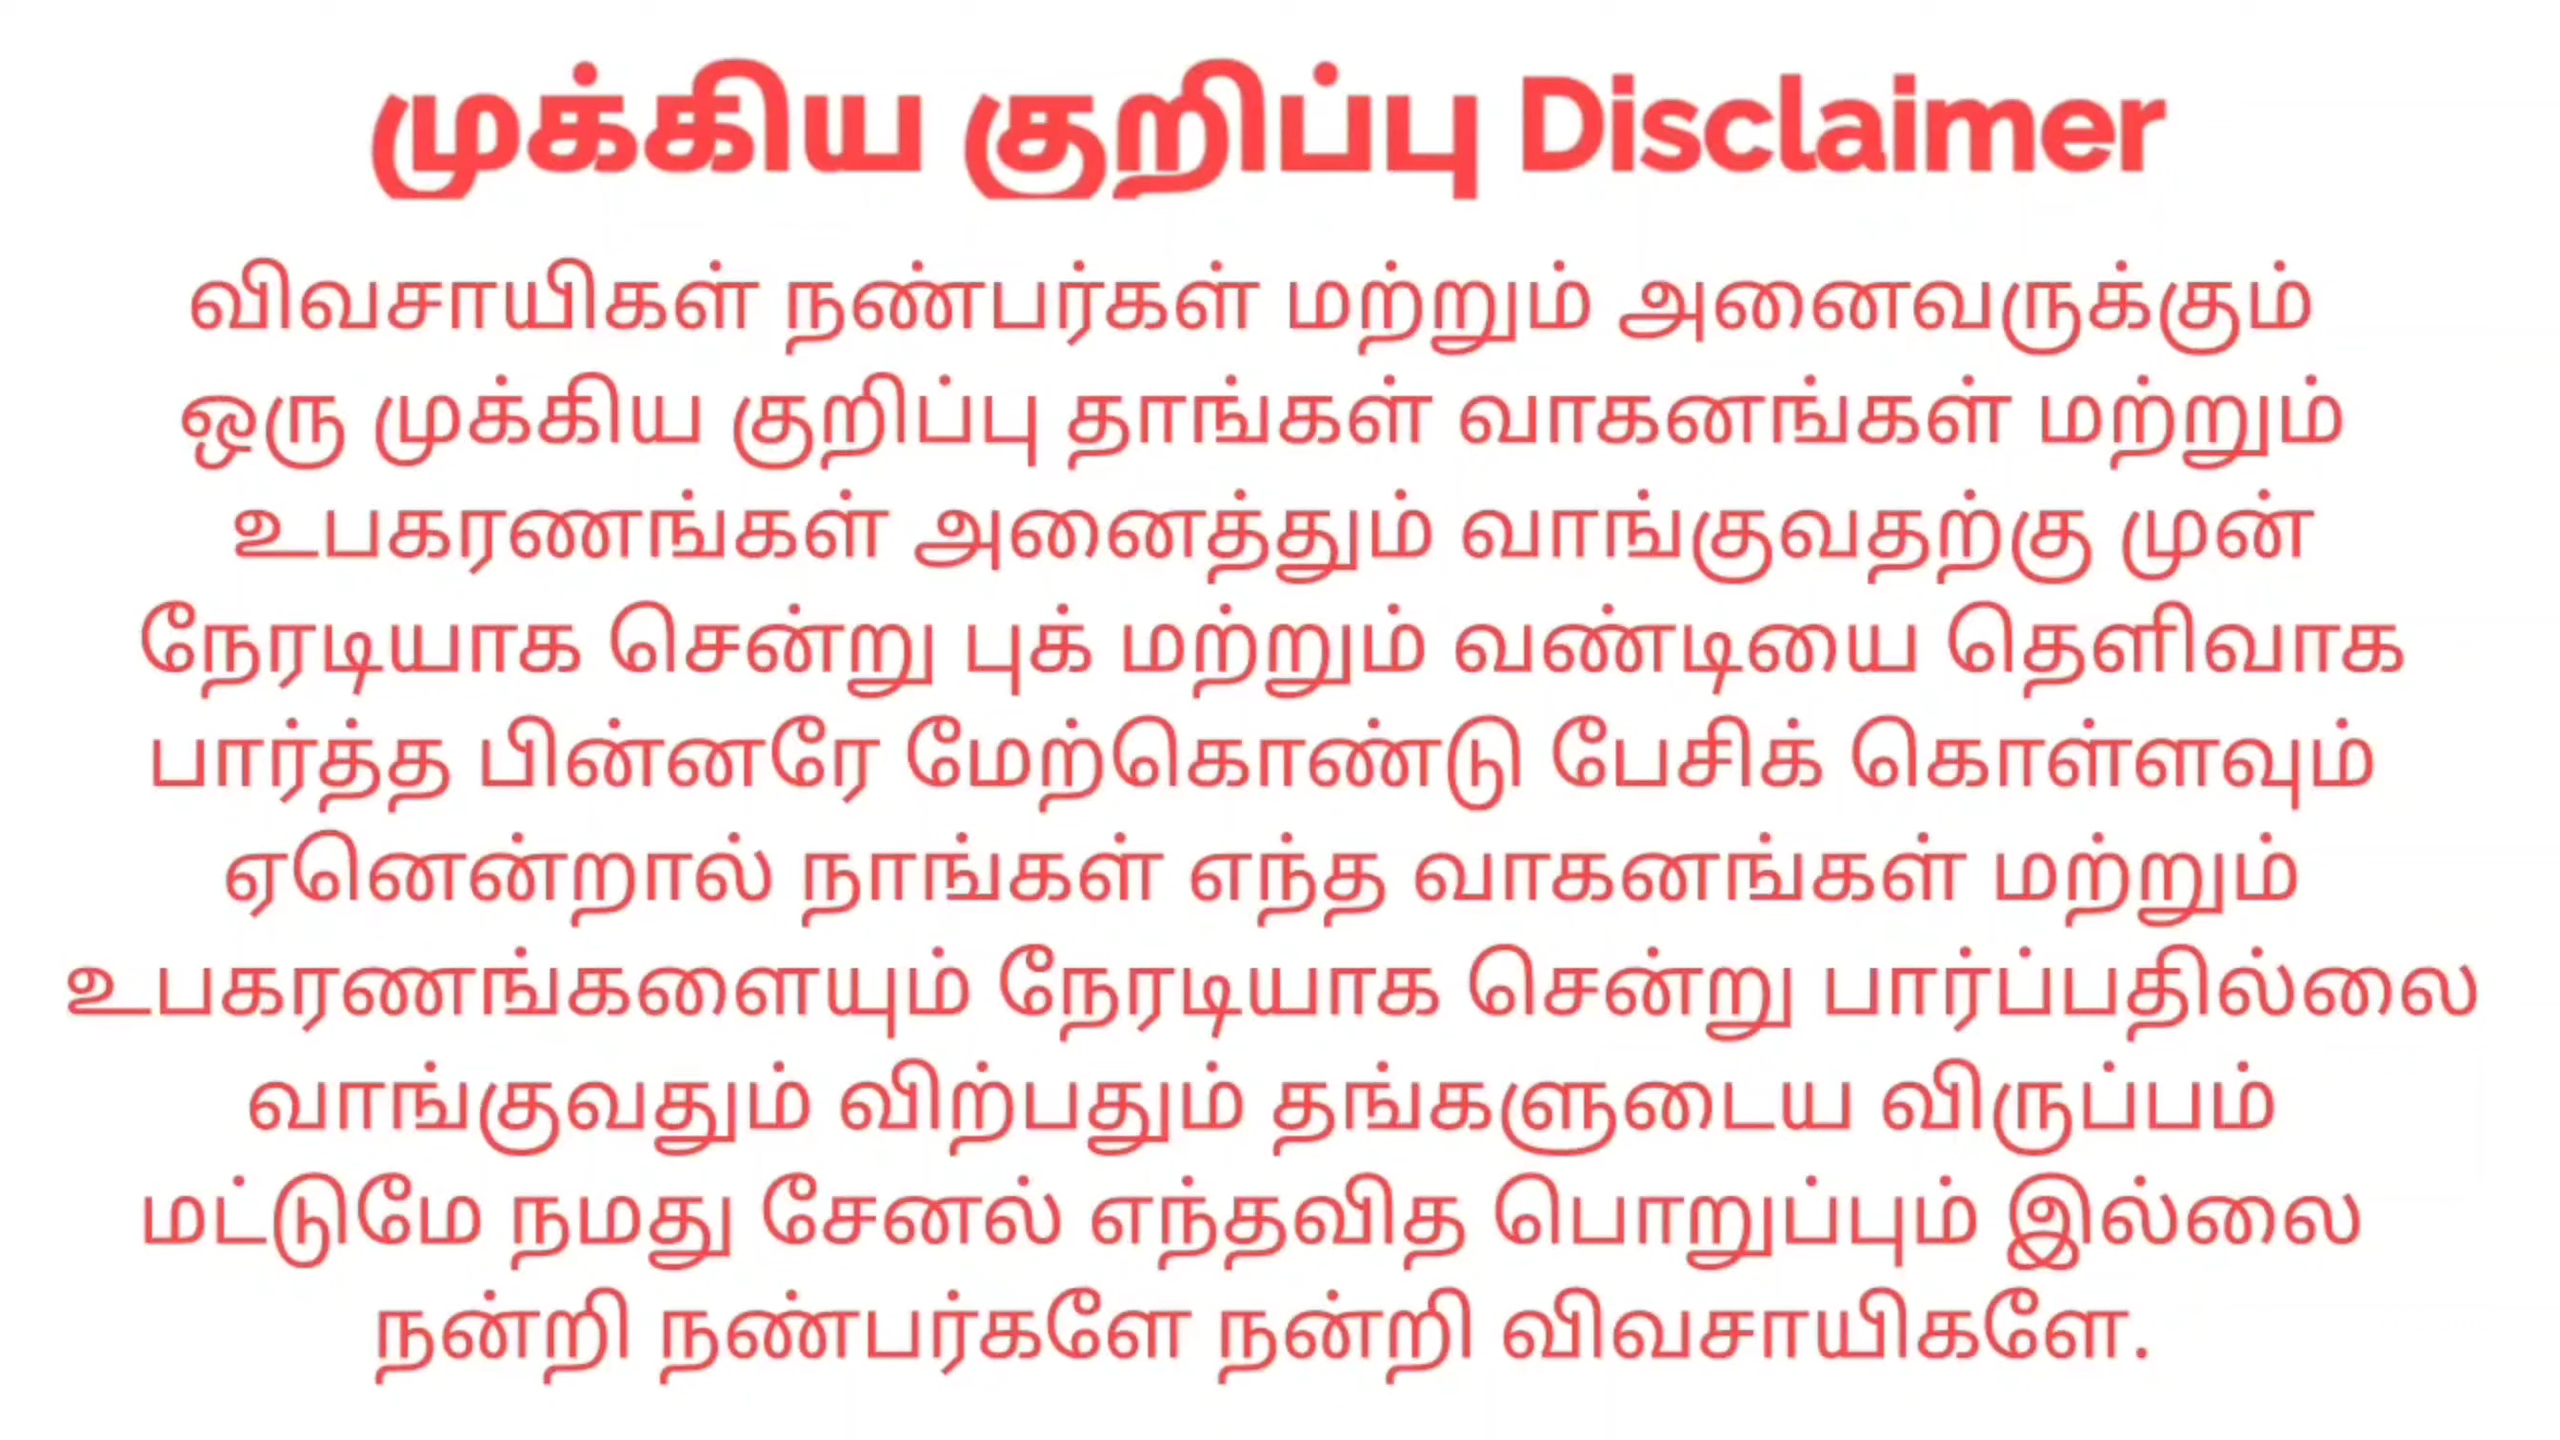 முக்கிய குறிப்பு Disclaimer
விவசாயிகள் நண்பர்கள் மற்றும் அனைவருக்கும்
ஒரு முக்கிய குறிப்பு தாங்கள் வாகனங்கள் மற்றும்
உபகரணங்கள் அனைத்தும் வாங்குவதற்கு முன்
நேரடியாக சென்று புக் மற்றும் வண்டியை தெளிவாக
பார்த்த பின்னரே மேற்கொண்டு பேசிக் கொள்ளவும்
ஏனென்றால் நாங்கள் எந்த வாகனங்கள் மற்றும்
உபகரணங்களையும் நேரடியாக சென்று பார்ப்பதில்லை
வாங்குவதும் விற்பதும் தங்களுடைய விருப்பம்
மட்டுமே நமது சேனல் எந்தவித பொறுப்பும் இல்லை
நன்றி நண்பர்களே நன்றி விவசாயிகளே.